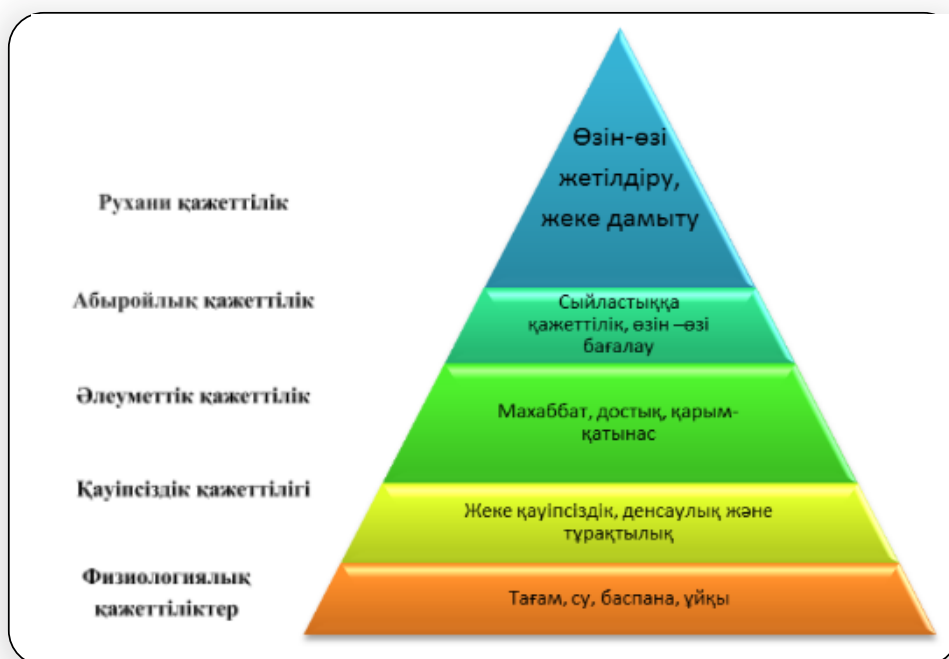 Өзін-өзі
жетілдіру,
жеке дамыту
Рухани қажеттілік
Абыройлық қажеттілік
Сыйластыққа
қажеттілік, өзін –өзі
бағалау
Әлеуметтік қажеттілік
Махаббат, достық, қарым-
қатынас
Қауіпсіздік қажеттілігі
Жеке қауіпсіздік, денсаулық және
тұрақтылық
Физиологиялық
қажеттіліктер
Тағам, су, баспана, ұйқы